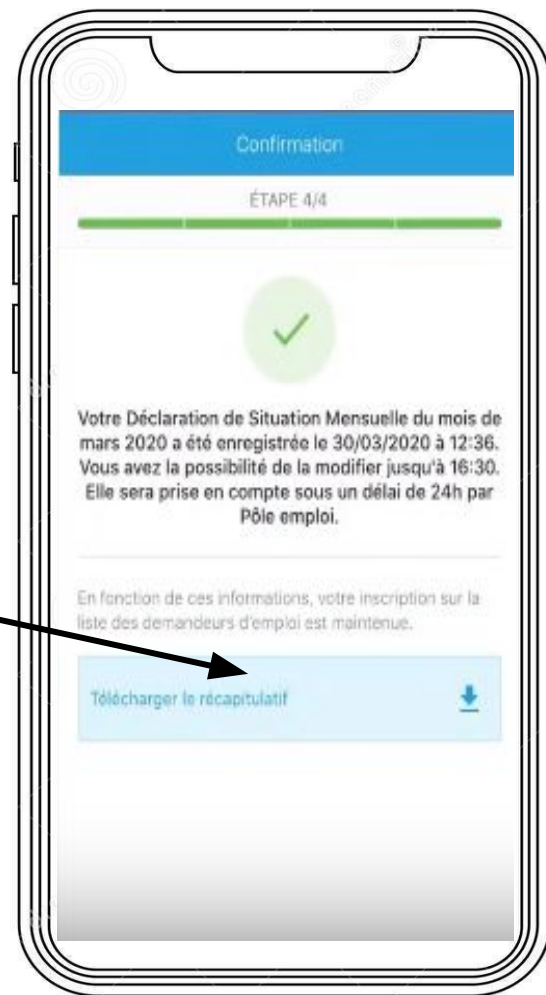 Confirmation
ÉTAPE 4/4
Votre Déclaration de Situation Mensuelle du mois de
mars 2020 a été enregistrée le 30/03/2020 à 12:36.
Vous avez la possibilité de la modifier jusqu'à 16:30.
Elle sera prise en compte sous un délai de 24h par
Pôle emploi.
En fonction de ces informations, votre inscription sur la
liste des demandeurs d'emploi est maintenue.
Télécharger le récapitulatif